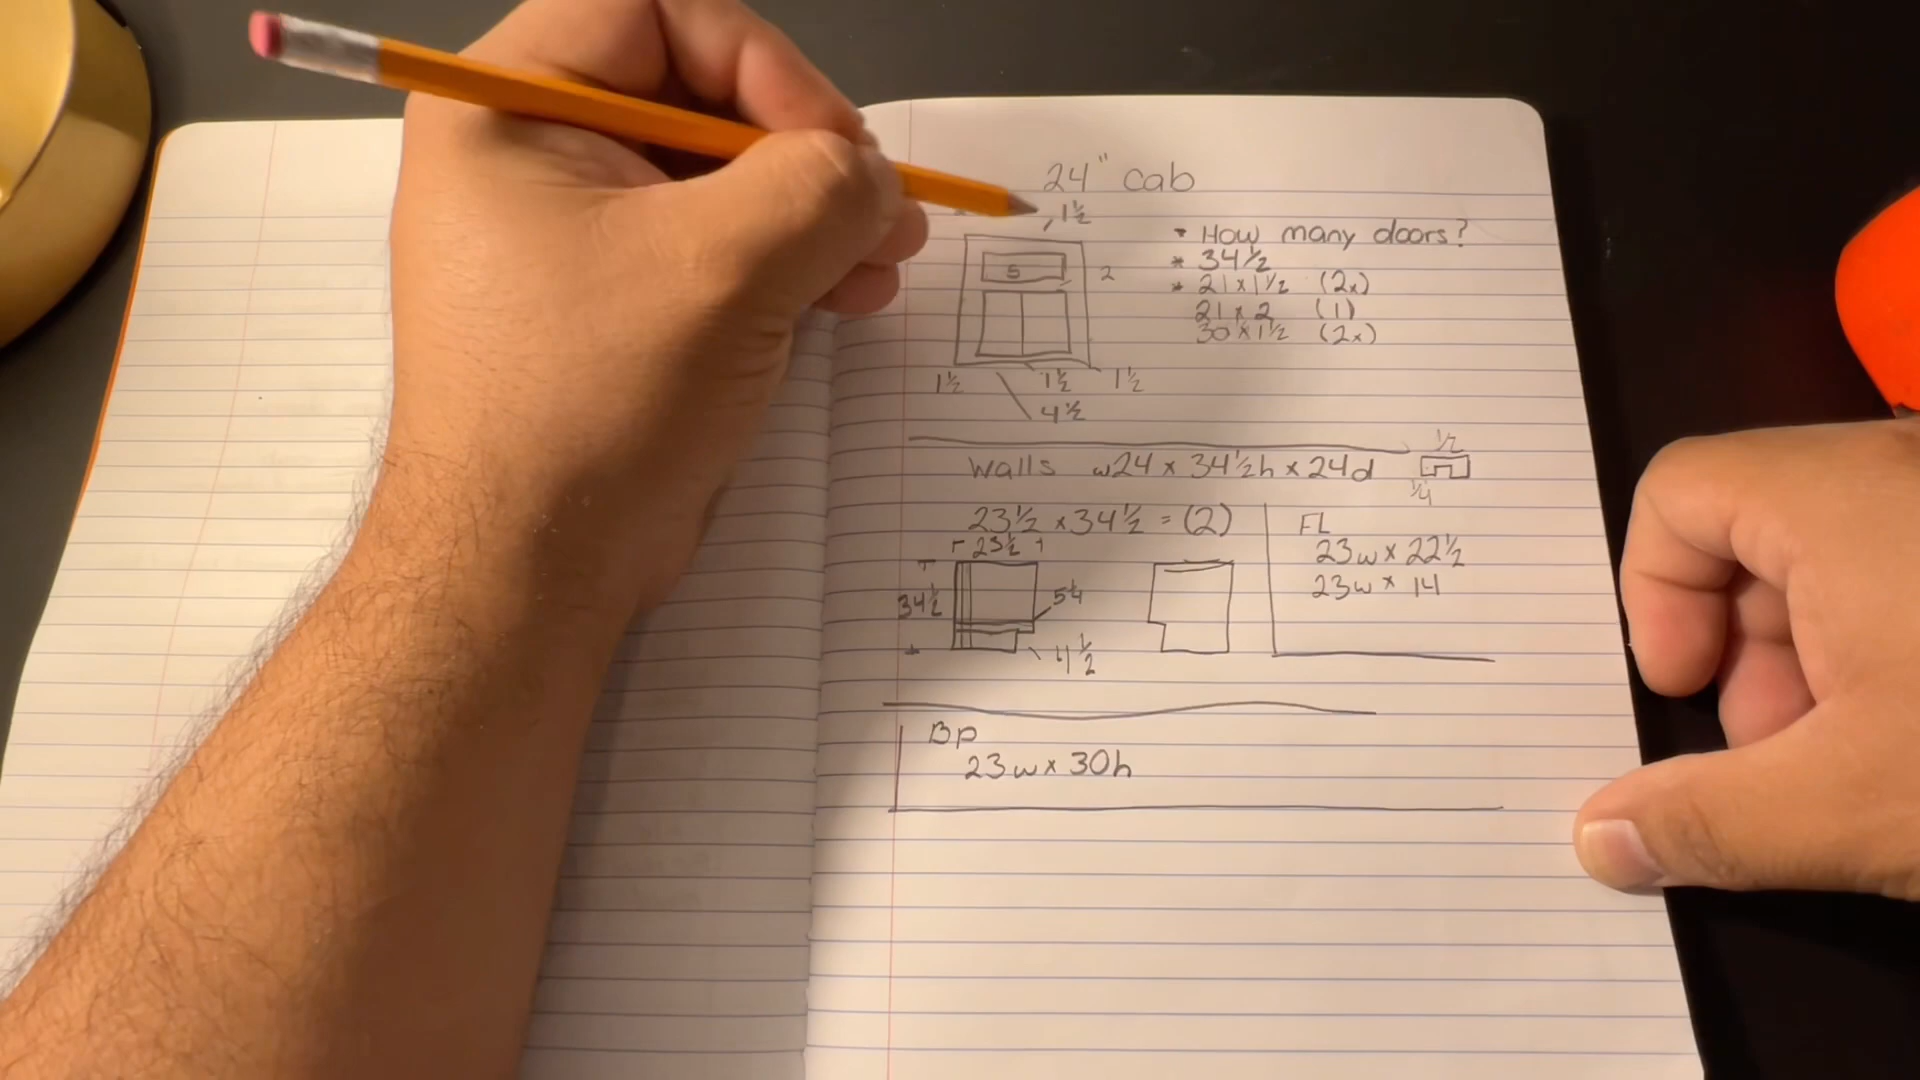 24" cab
1½
* How many doors?
5
2
* 34½
* 21 x 1½ (2x)
21 x 2 (1)
30 x 1½ (2x)
1½
1½
1½
4½
Walls w24 x 34½h x 24d
1/2
1/4
23½ x 34½ = (2)
23½
34½
5¼
4½
FL
23w x 22½
23w x 14
Bp
23w x 30h